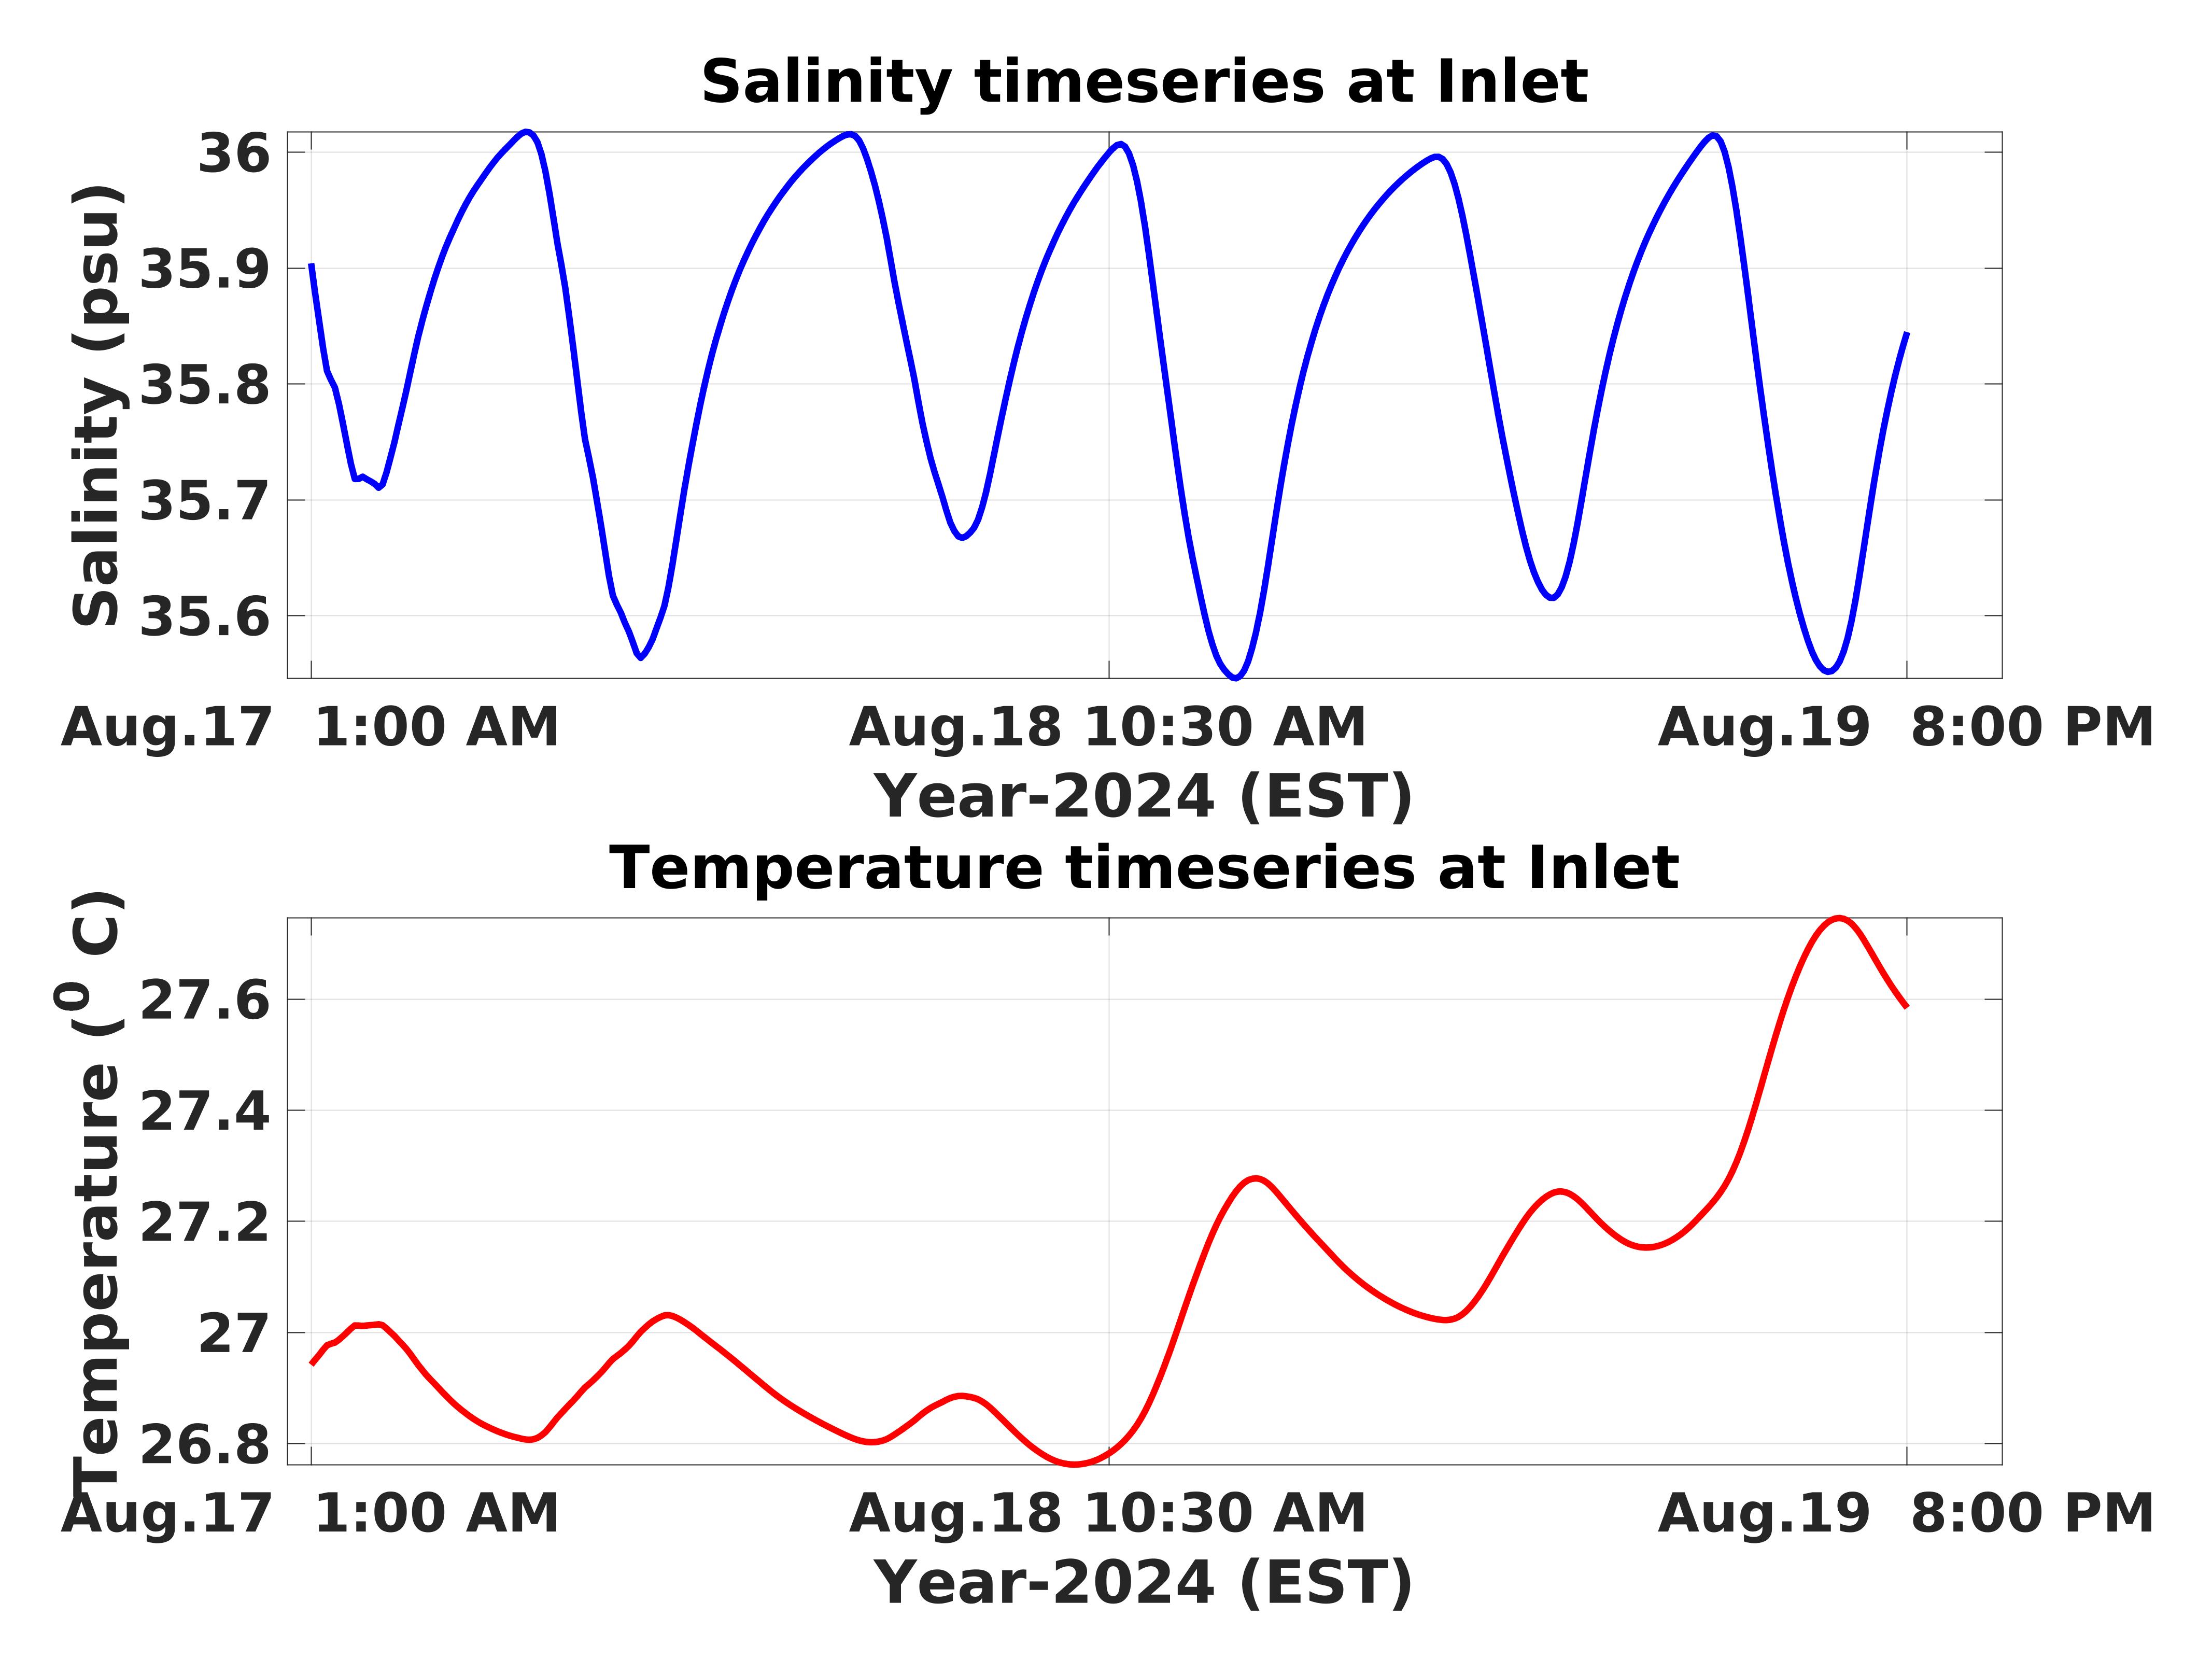 Salinity timeseries at Inlet
Salinity (psu)
36
35.9
35.8
35.7
35.6
Aug.17  1:00 AM
Aug.18 10:30 AM
Aug.19  8:00 PM
Year-2024 (EST)
Temperature timeseries at Inlet
Temperature (⁰ C)
27.6
27.4
27.2
27
26.8
Aug.17  1:00 AM
Aug.18 10:30 AM
Aug.19  8:00 PM
Year-2024 (EST)